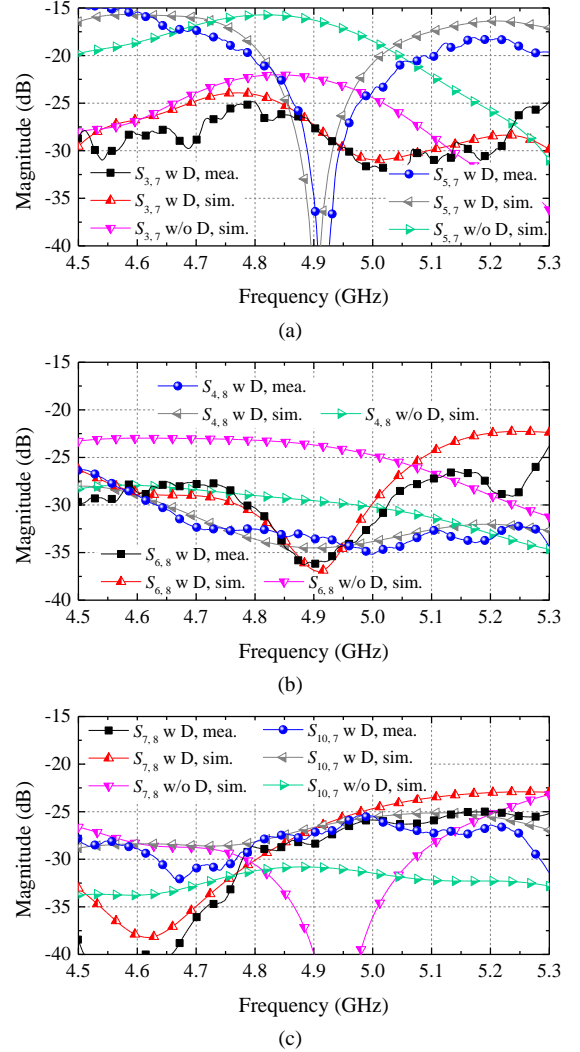 -15
-20
-25
-30
-35
-40
Magnitude (dB)
S3, 7 w D, mea.
S3, 7 w D, sim.
S3, 7 w/o D, sim.
S5, 7 w D, mea.
S5, 7 w D, sim.
S5, 7 w/o D, sim.
4.5 4.6 4.7 4.8 4.9 5.0 5.1 5.2 5.3
Frequency (GHz)
(a)
-15
-20
-25
-30
-35
-40
Magnitude (dB)
S4, 8 w D, mea.
S4, 8 w D, sim.
S4, 8 w/o D, sim.
S6, 8 w D, mea.
S6, 8 w D, sim.
S6, 8 w/o D, sim.
4.5 4.6 4.7 4.8 4.9 5.0 5.1 5.2 5.3
Frequency (GHz)
(b)
-15
-20
-25
-30
-35
-40
Magnitude (dB)
S7, 8 w D, mea.
S7, 8 w D, sim.
S7, 8 w/o D, sim.
S10, 7 w D, mea.
S10, 7 w D, sim.
S10, 7 w/o D, sim.
4.5 4.6 4.7 4.8 4.9 5.0 5.1 5.2 5.3
Frequency (GHz)
(c)